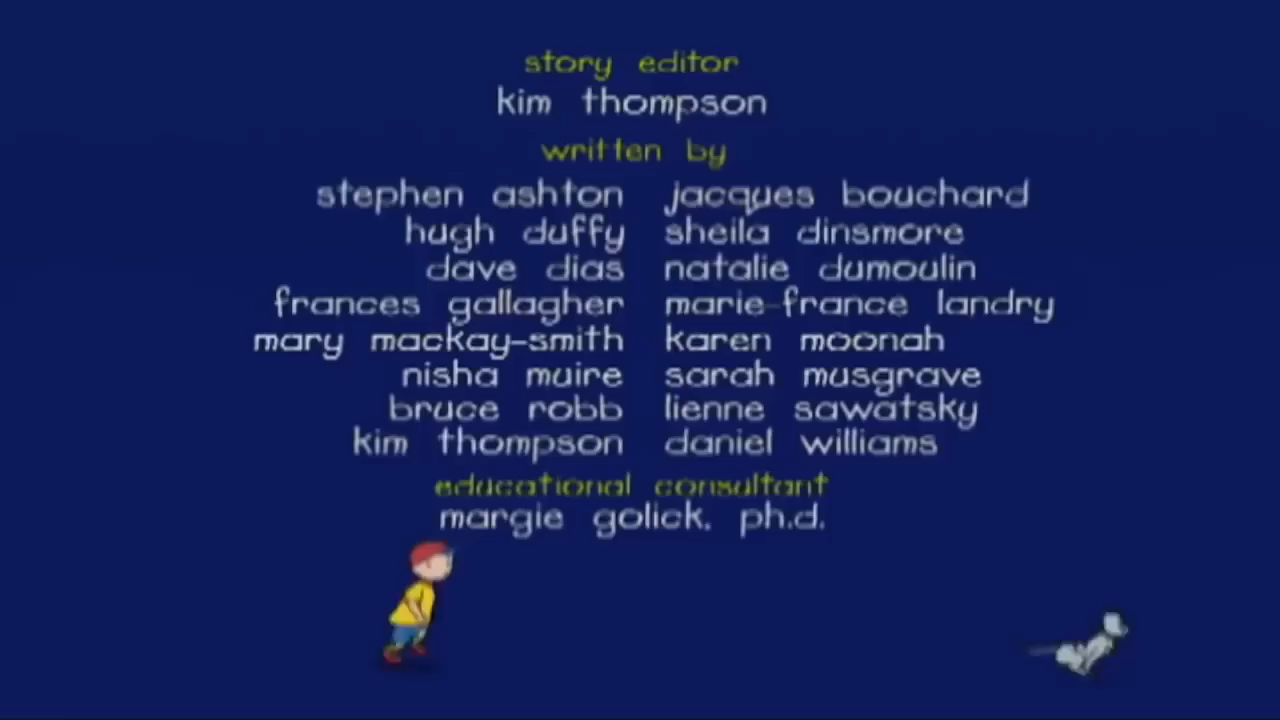 story editor
kim thompson
written by
stephen ashton jacques bouchard
hugh duffy sheila dinsmore
dave dias natalie dumoulin
frances gallagher marie-france landry
mary mackay-smith karen moonah
nisha muire sarah musgrave
bruce robb lienne sawatsky
kim thompson daniel williams
educational consultant
margie golick, ph.d.